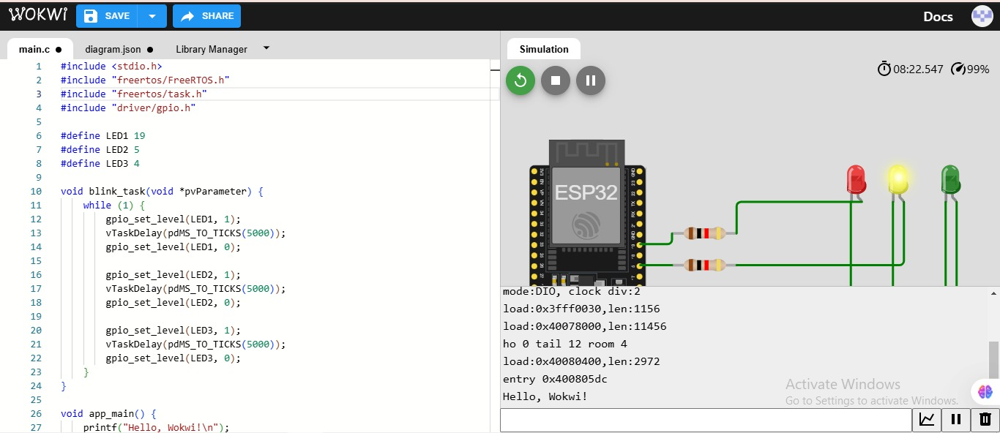 WOKWi SAVE SHARE Docs
main.c diagram.json Library Manager
1 #include <stdio.h>
2 #include "freertos/FreeRTOS.h"
3 #include "freertos/task.h"
4 #include "driver/gpio.h"
5
6 #define LED1 19
7 #define LED2 5
8 #define LED3 4
9
10 void blink_task(void *pvParameter) {
11 while (1) {
12 gpio_set_level(LED1, 1);
13 vTaskDelay(pdMS_TO_TICKS(5000));
14 gpio_set_level(LED1, 0);
15
16 gpio_set_level(LED2, 1);
17 vTaskDelay(pdMS_TO_TICKS(5000));
18 gpio_set_level(LED2, 0);
19
20 gpio_set_level(LED3, 1);
21 vTaskDelay(pdMS_TO_TICKS(5000));
22 gpio_set_level(LED3, 0);
23 }
24 }
25
26 void app_main() {
27 printf("Hello, Wokwi!\n");
Simulation
08:22.547 99%
ESP32
mode:DIO, clock div:2
load:0x3fff0030,len:1156
load:0x40078000,len:11456
ho 0 tail 12 room 4
load:0x40080400,len:2972
entry 0x400805dc
Hello, Wokwi!
Activate Windows
Go to Settings to activate Windows.